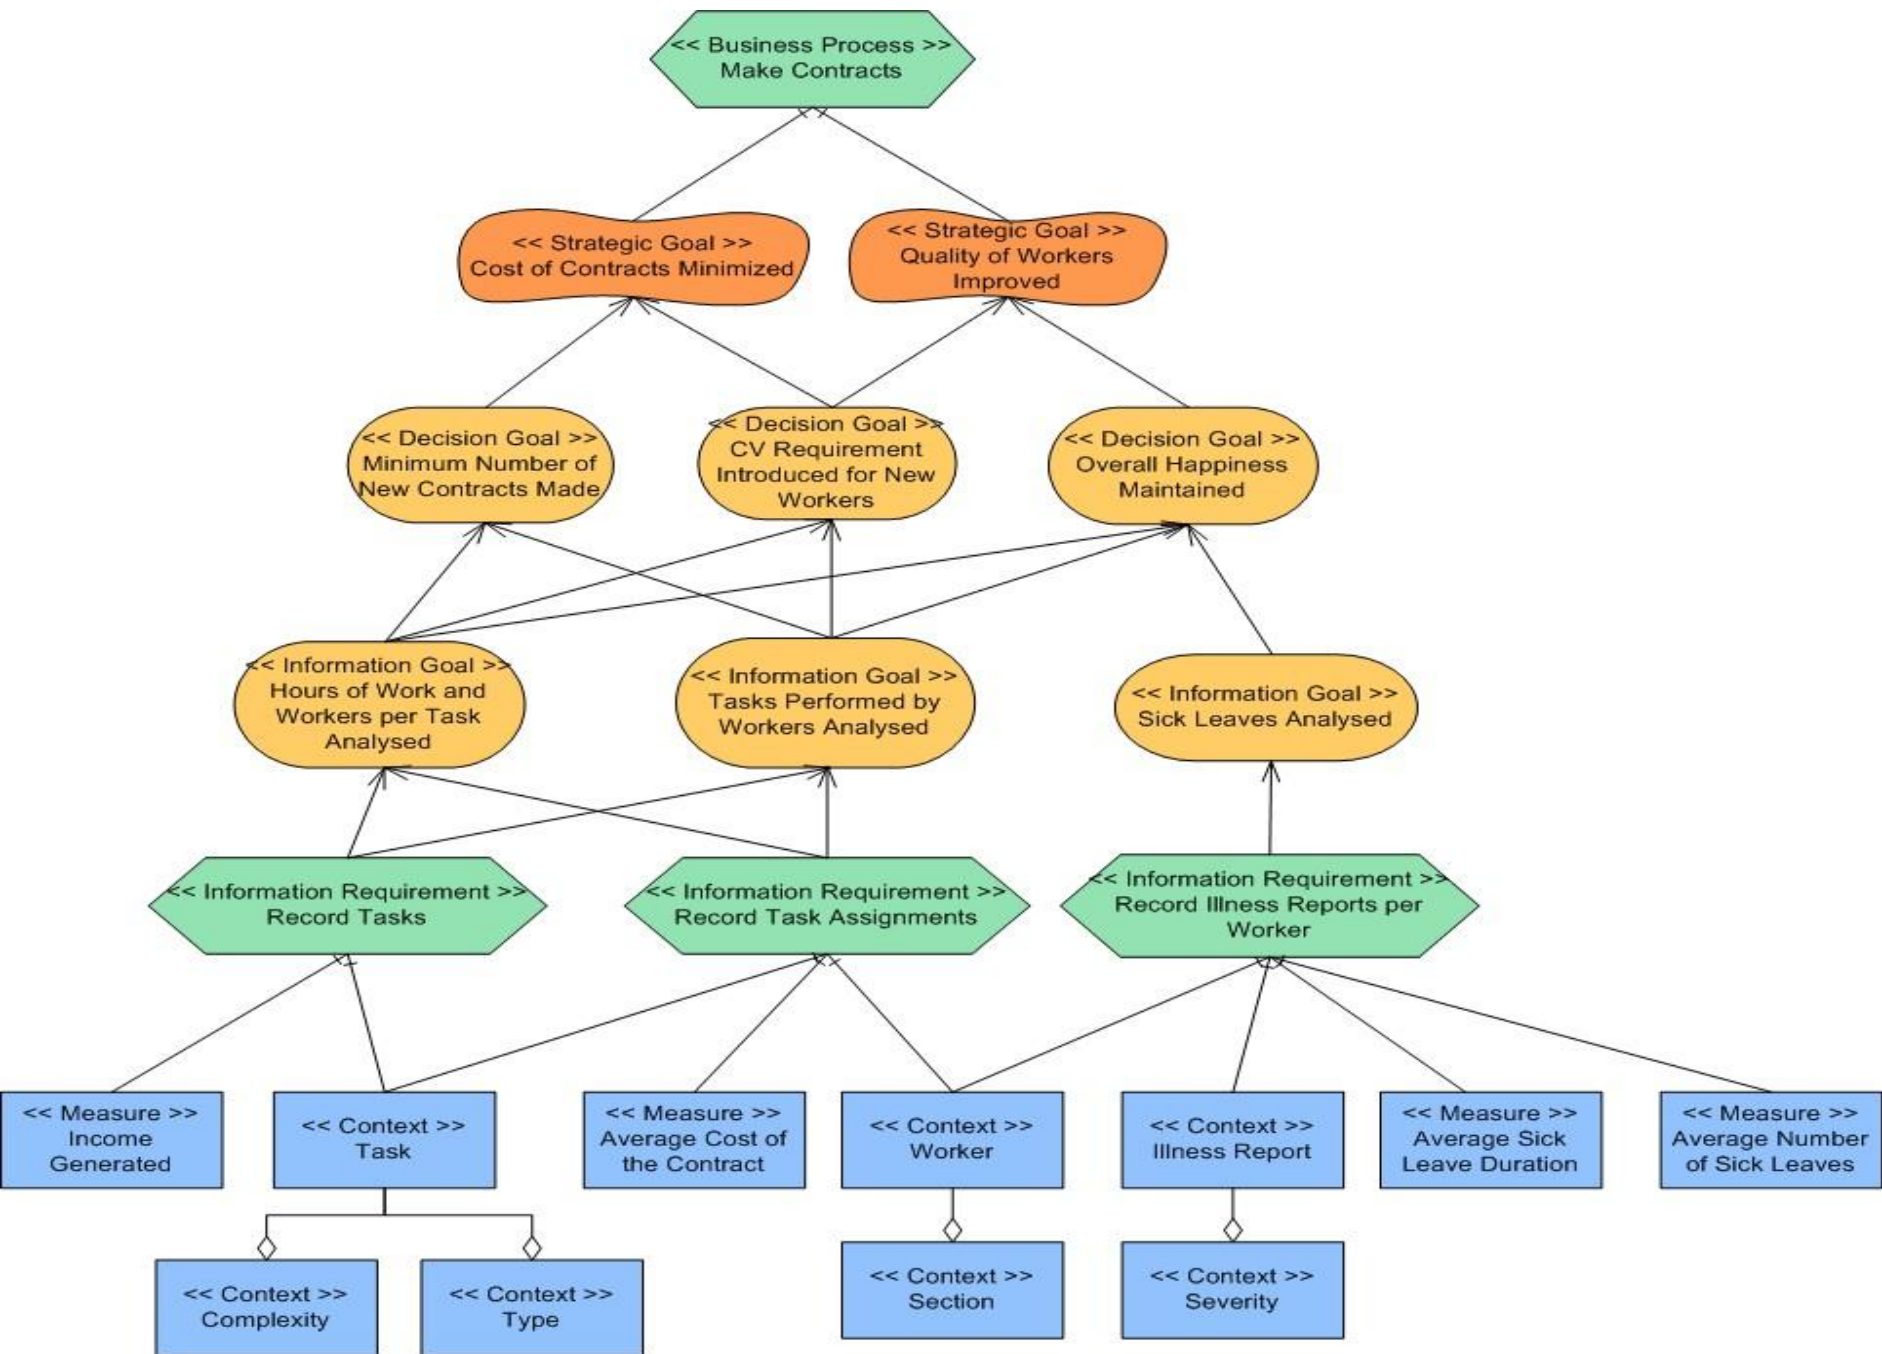 << Business Process >>
Make Contracts
<< Strategic Goal >>
Cost of Contracts Minimized
<< Strategic Goal >>
Quality of Workers
Improved
<< Decision Goal >>
Minimum Number of
New Contracts Made
<< Decision Goal >>
CV Requirement
Introduced for New
Workers
<< Decision Goal >>
Overall Happiness
Maintained
<< Information Goal >>
Hours of Work and
Workers per Task
Analysed
<< Information Goal >>
Tasks Performed by
Workers Analysed
<< Information Goal >>
Sick Leaves Analysed
<< Information Requirement >>
Record Tasks
<< Information Requirement >>
Record Task Assignments
<< Information Requirement >>
Record Illness Reports per
Worker
<< Measure >>
Income
Generated
<< Context >>
Task
<< Measure >>
Average Cost of
the Contract
<< Context >>
Worker
<< Context >>
Illness Report
<< Measure >>
Average Sick
Leave Duration
<< Measure >>
Average Number
of Sick Leaves
<< Context >>
Complexity
<< Context >>
Type
<< Context >>
Section
<< Context >>
Severity